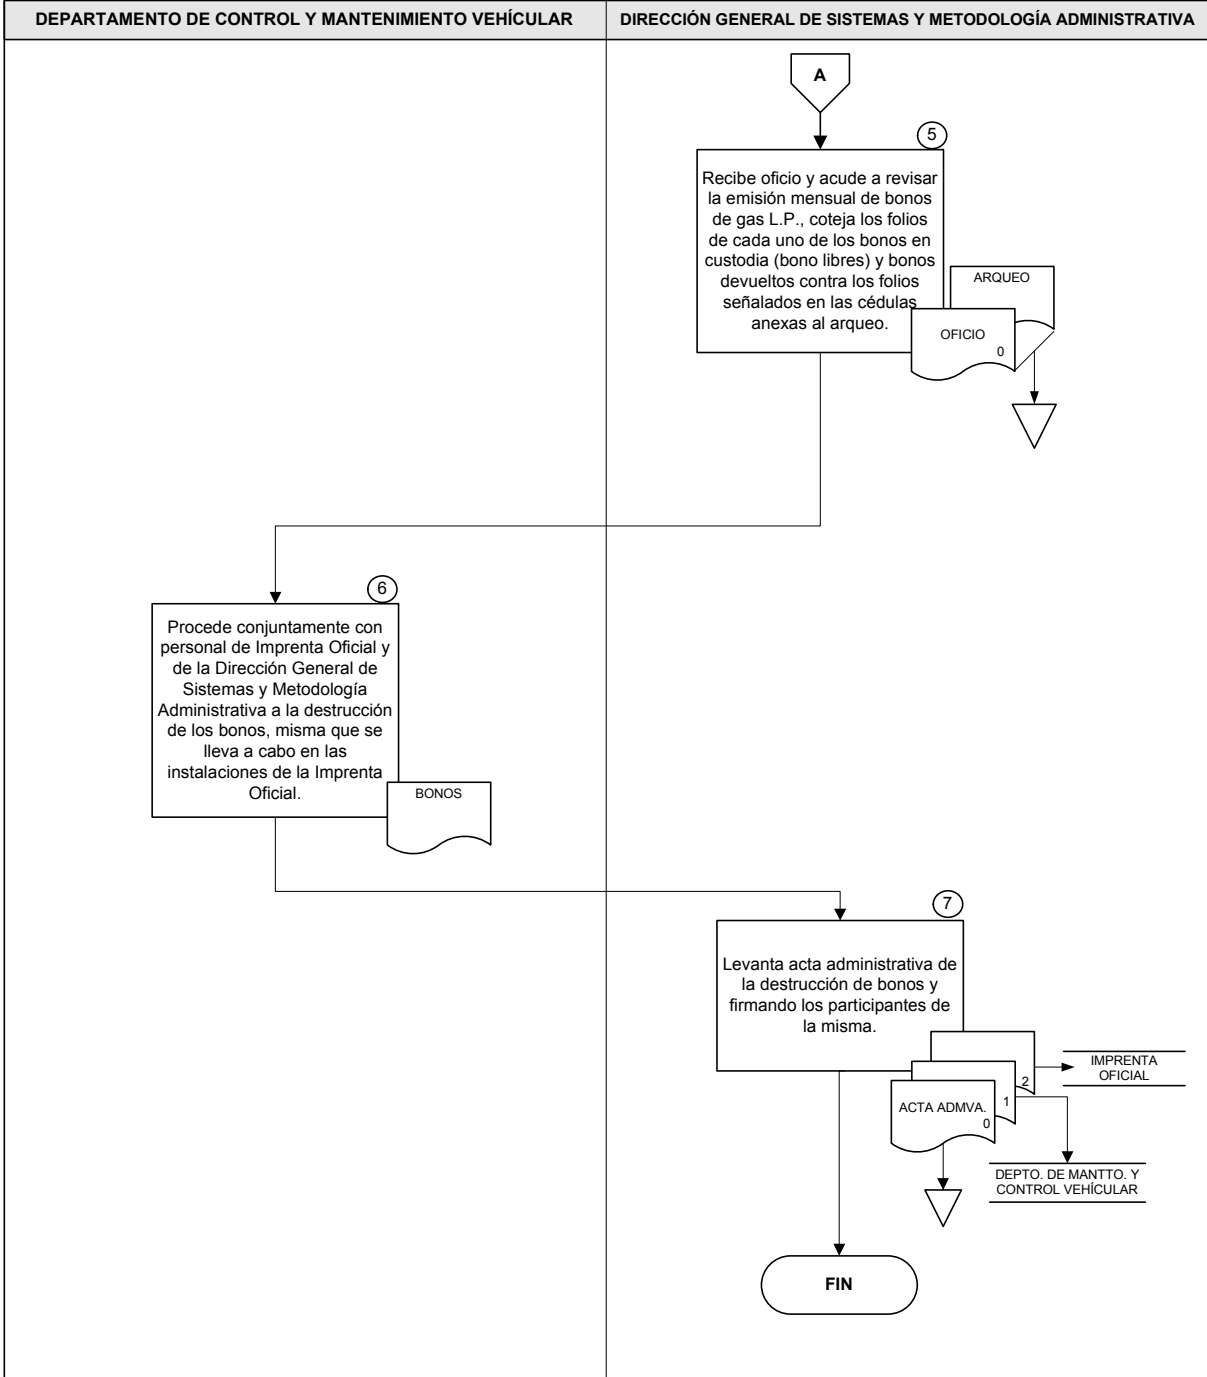 DEPARTAMENTO DE CONTROL Y MANTENIMIENTO VEHÍCULAR
DIRECCIÓN GENERAL DE SISTEMAS Y METODOLOGÍA ADMINISTRATIVA
A
5
Recibe oficio y acude a revisar
la emisión mensual de bonos
de gas L.P., coteja los folios
de cada uno de los bonos en
custodia (bono libres) y bonos
devueltos contra los folios
señalados en las cédulas
anexas al arqueo.
ARQUEO
OFICIO
0
6
Procede conjuntamente con
personal de Imprenta Oficial y
de la Dirección General de
Sistemas y Metodología
Administrativa a la destrucción
de los bonos, misma que se
lleva a cabo en las
instalaciones de la Imprenta
Oficial.
BONOS
7
Levanta acta administrativa de
la destrucción de bonos y
firmando los participantes de
la misma.
2
1
ACTA ADMVA.
0
IMPRENTA
OFICIAL
DEPTO. DE MANTTO. Y
CONTROL VEHÍCULAR
FIN